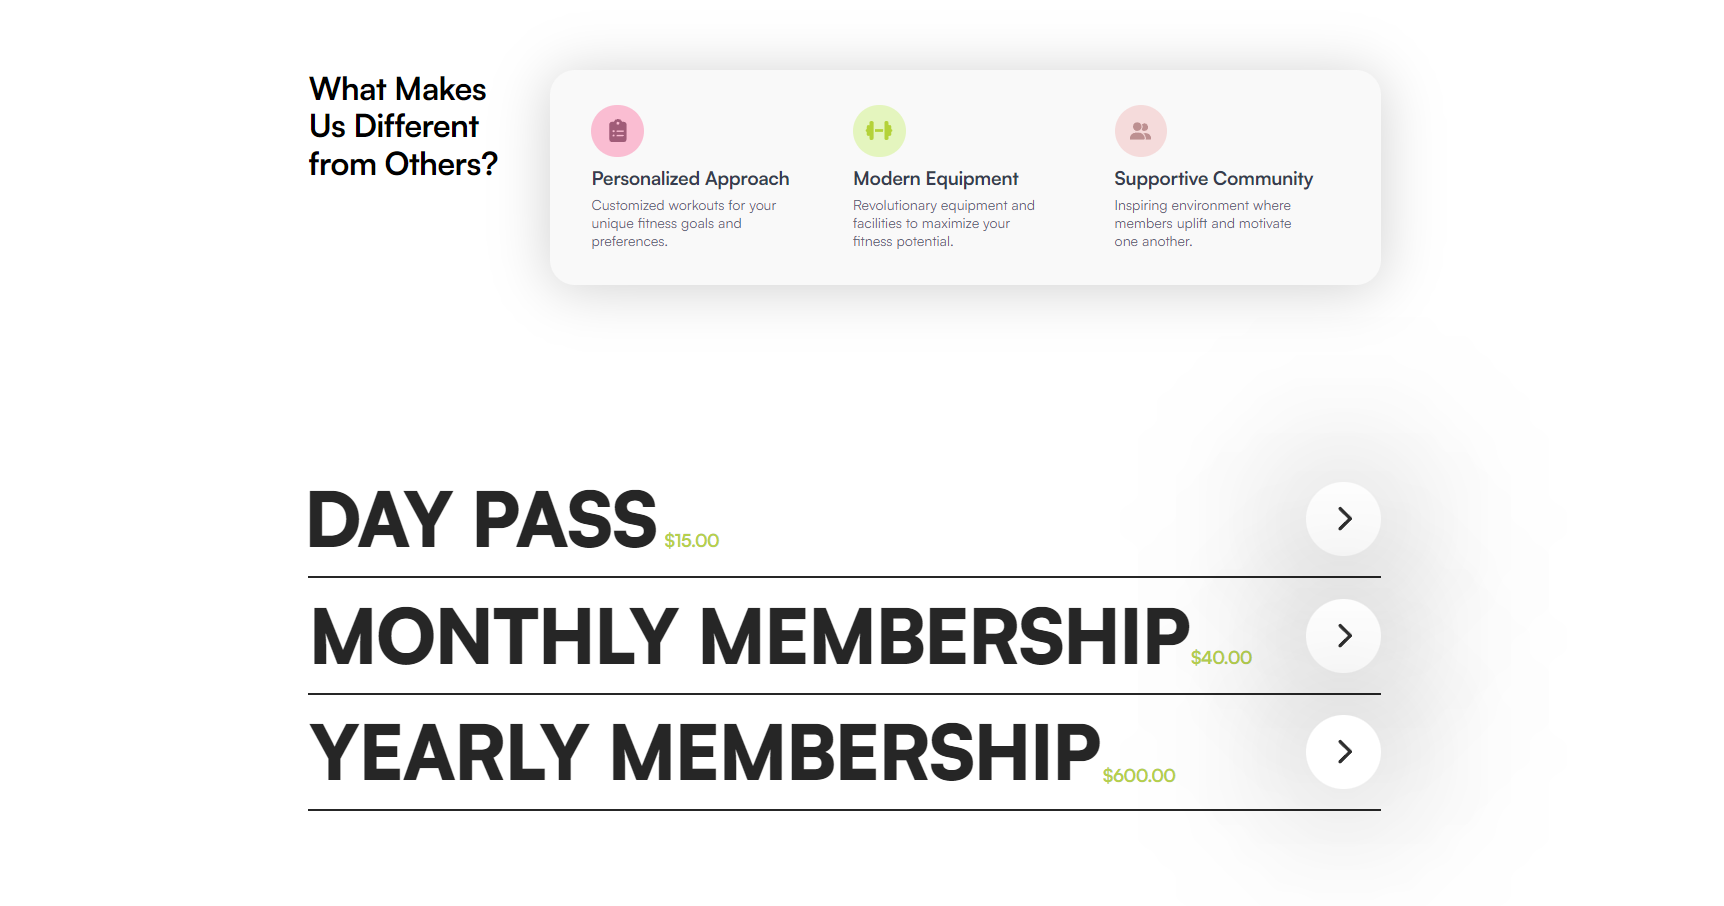 What Makes
Us Different
from Others?
Personalized Approach
Customized workouts for your
unique fitness goals and
preferences.
Modern Equipment
Revolutionary equipment and
facilities to maximize your
fitness potential.
Supportive Community
Inspiring environment where
members uplift and motivate
one another.
DAY PASS $15.00
MONTHLY MEMBERSHIP $40.00
YEARLY MEMBERSHIP $600.00